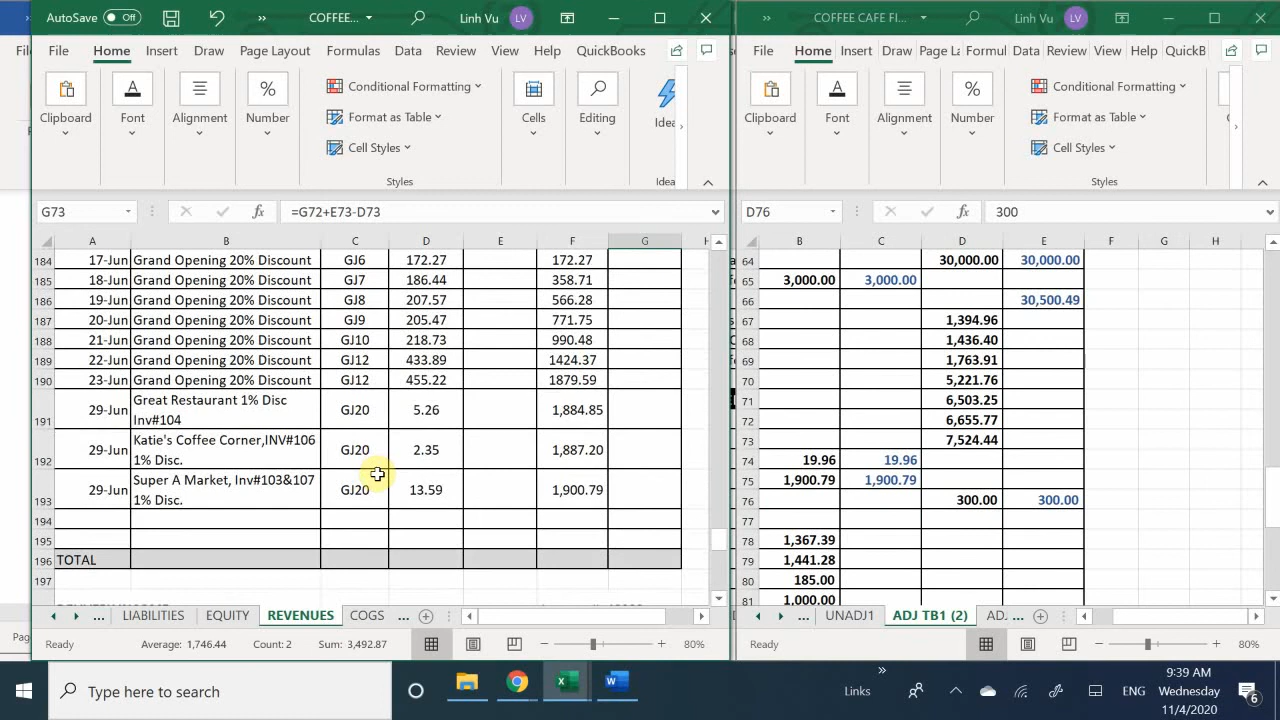 AutoSave Off » COFFEE... Linh Vu LV
File Home Insert Draw Page Layout Formulas Data Review View Help QuickBooks
Clipboard Font Alignment Number Conditional Formatting Format as Table Cell Styles Cells Editing
Styles
G73 fx =G72+E73-D73
A B C D E F G
184 17-Jun Grand Opening 20% Discount GJ6 172.27 172.27
185 18-Jun Grand Opening 20% Discount GJ7 186.44 358.71
186 19-Jun Grand Opening 20% Discount GJ8 207.57 566.28
187 20-Jun Grand Opening 20% Discount GJ9 205.47 771.75
188 21-Jun Grand Opening 20% Discount GJ10 218.73 990.48
189 22-Jun Grand Opening 20% Discount GJ12 433.89 1424.37
190 23-Jun Grand Opening 20% Discount GJ12 455.22 1879.59
Great Restaurant 1% Disc
191 29-Jun Inv#104 GJ20 5.26 1,884.85
Katie's Coffee Corner,INV#106
192 29-Jun 1% Disc. GJ20 2.35 1,887.20
Super A Market, Inv#103&107
193 29-Jun 1% Disc. GJ20 13.59 1,900.79
194
195
196 TOTAL
197
... LIABILITIES EQUITY REVENUES COGS ...
Ready Average: 1,746.44 Count: 2 Sum: 3,492.87 80%
» COFFEE CAFE FI... Linh Vu LV
File Home Insert Draw Page La Formul Data Review View Help QuickB
Clipboard Font Alignment Number Conditional Formatting Format as Table Cell Styles
Styles
D76 fx 300
B C D E F G H
64 30,000.00 30,000.00
65 3,000.00 3,000.00
66 30,500.49
67 1,394.96
68 1,436.40
69 1,763.91
70 5,221.76
71 6,503.25
72 6,655.77
73 7,524.44
74 19.96 19.96
75 1,900.79 1,900.79
76 300.00 300.00
77
78 1,367.39
79 1,441.28
80 185.00
81 1,000.00
... UNADJ1 ADJ TB1 (2) ADJ ...
Ready 80%
Type here to search Links » ENG 9:39 AM
Wednesday
11/4/2020 6